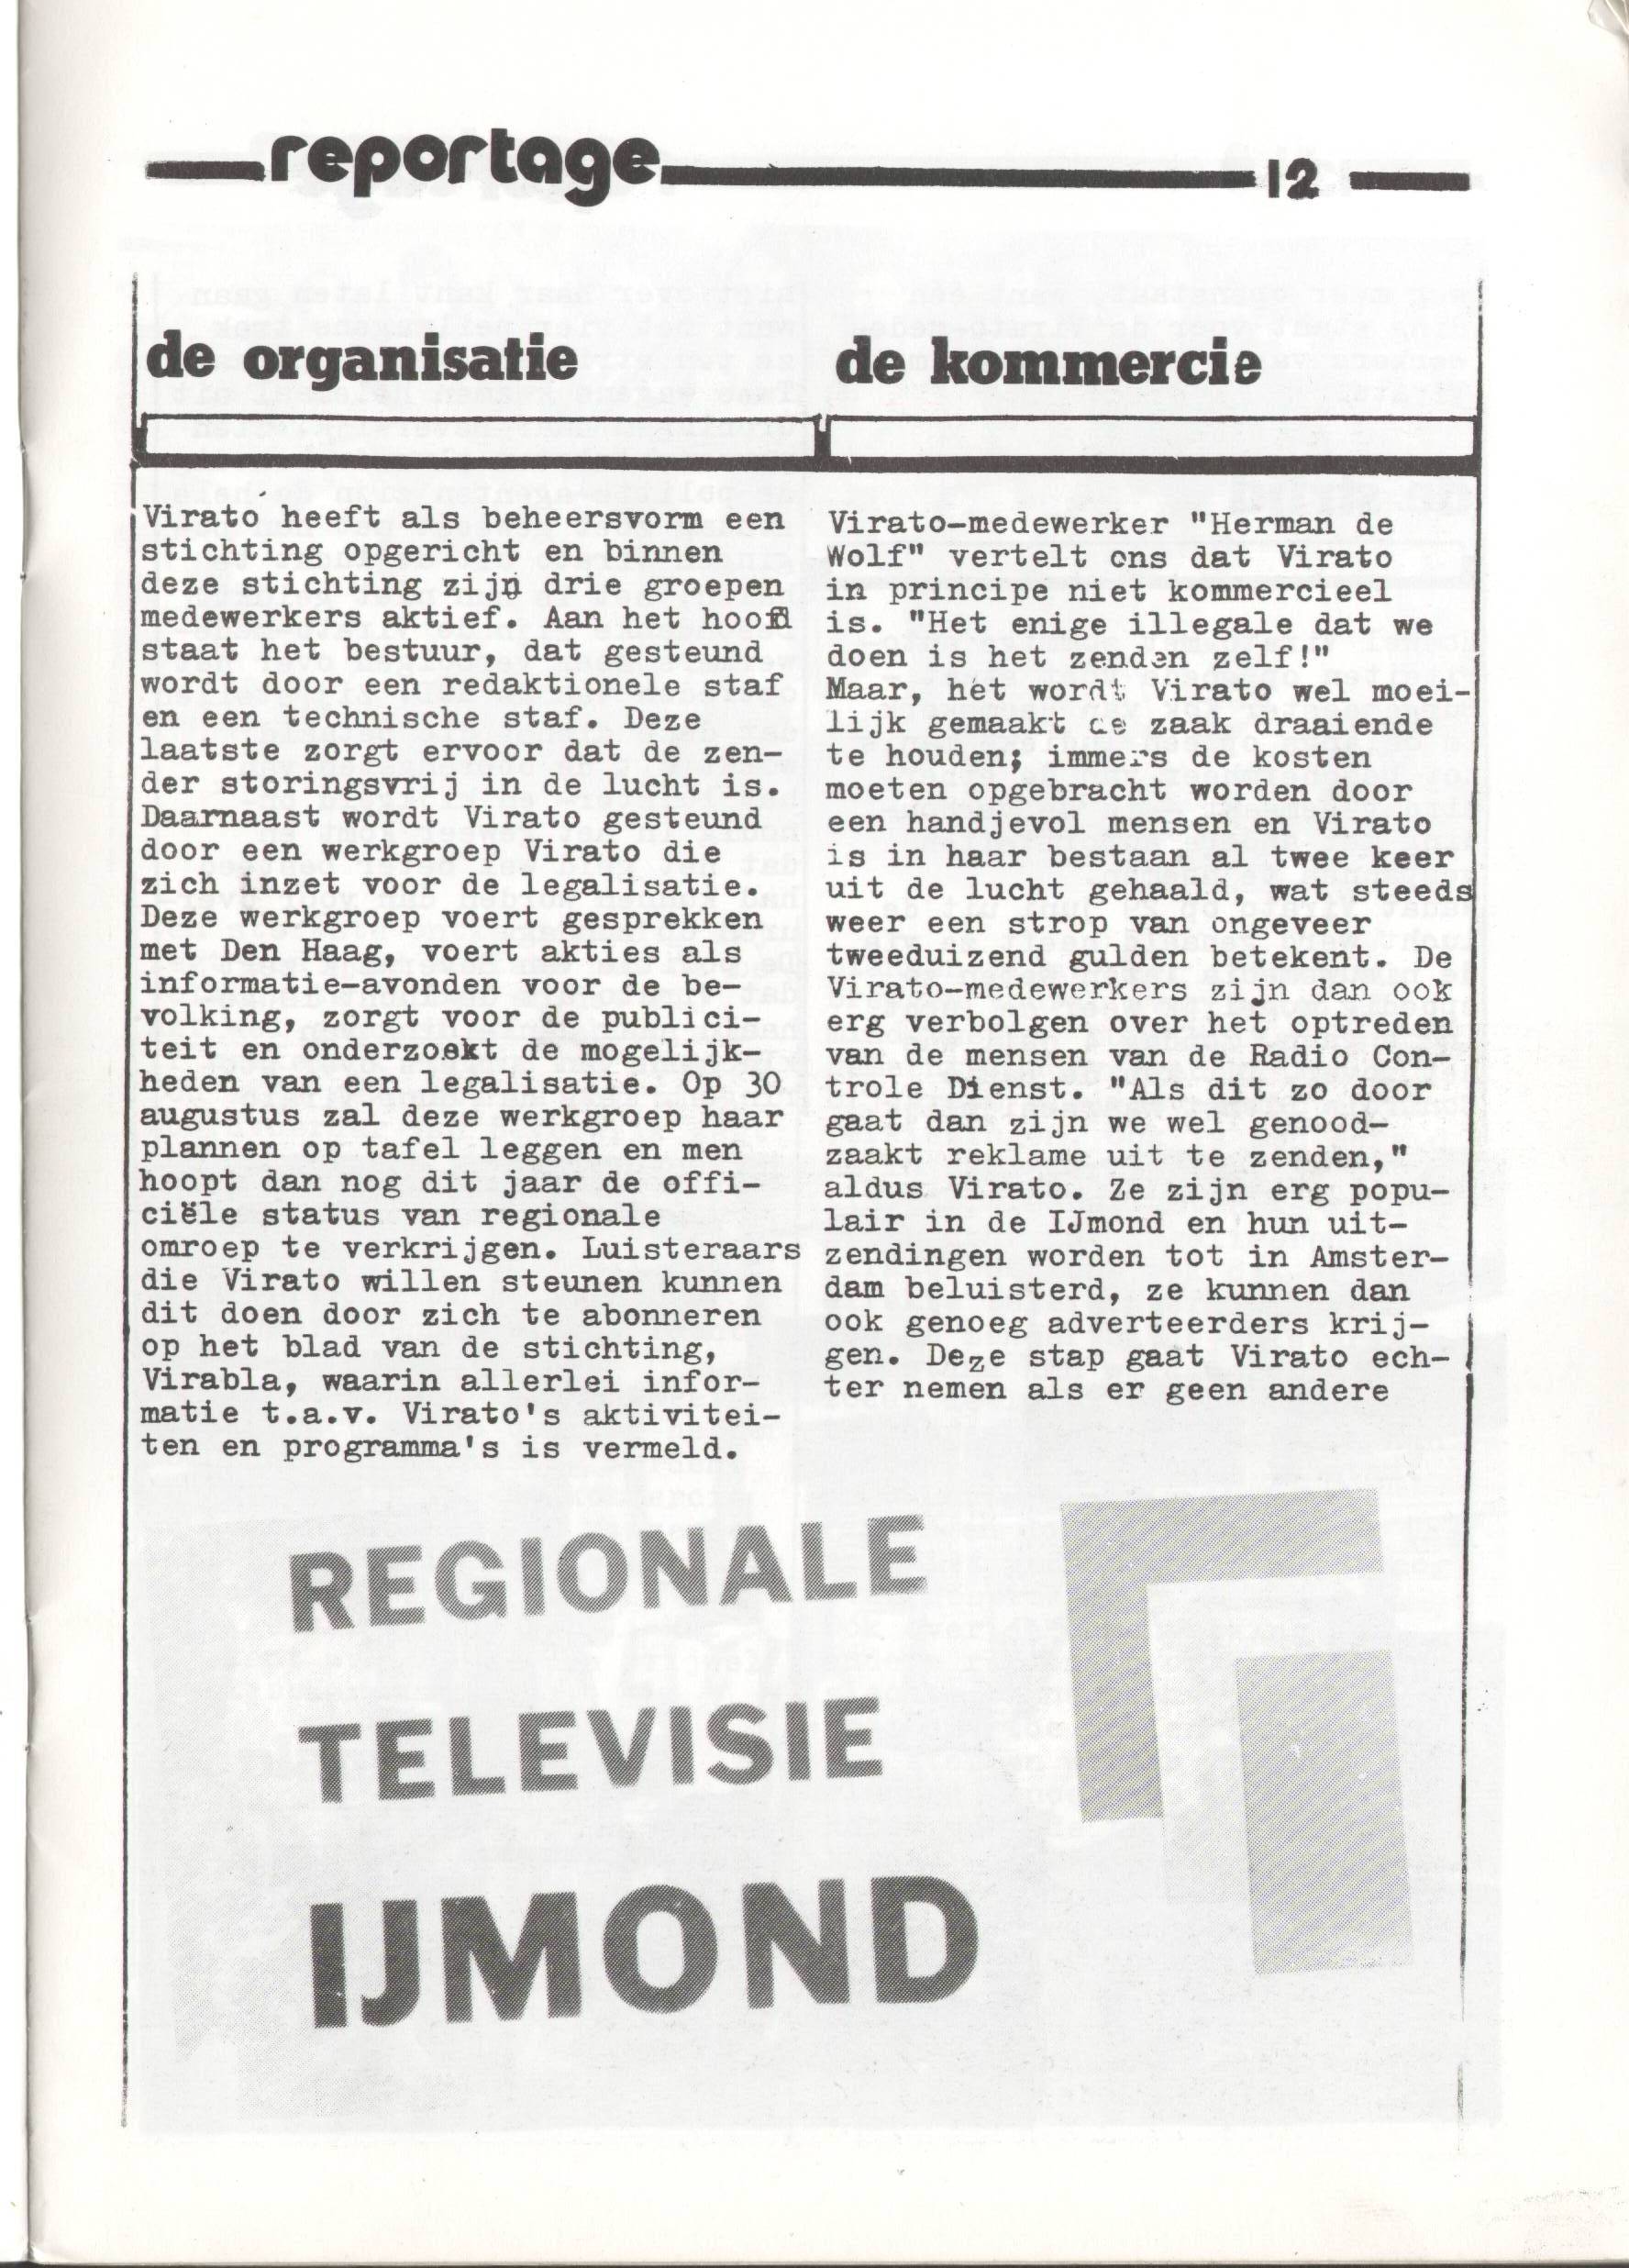 reportage 12
de organisatie
Virato heeft als beheersvorm een
stichting opgericht en binnen
deze stichting zijn drie groepen
medewerkers aktief. Aan het hoofd
staat het bestuur, dat gesteund
wordt door een redaktionele staf
en een technische staf. Deze
laatste zorgt ervoor dat de zen-
der storingsvrij in de lucht is.
Daarnaast wordt Virato gesteund
door een werkgroep Virato die
zich inzet voor de legalisatie.
Deze werkgroep voert gesprekken
met Den Haag, voert akties als
informatie-avonden voor de be-
volking, zorgt voor de publici-
teit en onderzoekt de mogelijk-
heden van een legalisatie. Op 30
augustus zal deze werkgroep haar
plannen op tafel leggen en men
hoopt dan nog dit jaar de offi-
ciële status van regionale
omroep te verkrijgen. Luisteraars
die Virato willen steunen kunnen
dit doen door zich te abonneren
op het blad van de stichting,
Virabla, waarin allerlei infor-
matie t.a.v. Virato's aktivitei-
ten en programma's is vermeld.
de kommercie
Virato-medewerker "Herman de
Wolf" vertelt ons dat Virato
in principe niet kommercieel
is. "Het enige illegale dat we
doen is het zenden zelf!"
Maar, het wordt Virato wel moei-
lijk gemaakt de zaak draaiende
te houden; immers de kosten
moeten opgebracht worden door
een handjevol mensen en Virato
is in haar bestaan al twee keer
uit de lucht gehaald, wat steeds
weer een strop van ongeveer
tweeduizend gulden betekent. De
Virato-medewerkers zijn dan ook
erg verbolgen over het optreden
van de mensen van de Radio Con-
trole Dienst. "Als dit zo door
gaat dan zijn we wel genood-
zaakt reklame uit te zenden,"
aldus Virato. Ze zijn erg popu-
lair in de IJmond en hun uit-
zendingen worden tot in Amster-
dam beluisterd, ze kunnen dan
ook genoeg adverteerders krij-
gen. Deze stap gaat Virato ech-
ter nemen als er geen andere
REGIONALE
TELEVISIE
IJMOND